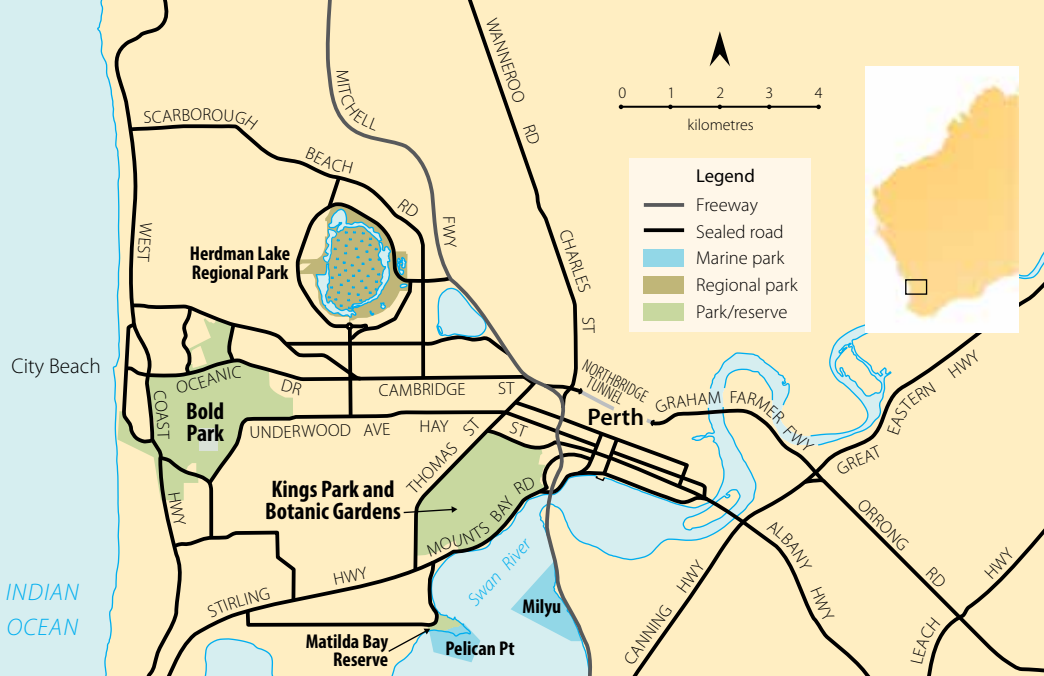 WANNEROO RD
MITCHELL
FWY
0 1 2 3 4
kilometres
SCARBOROUGH
BEACH
RD
Legend
Freeway
Sealed road
Marine park
Regional park
Park/reserve
WEST
COAST
HWY
Herdman Lake
Regional Park
CHARLES
ST
City Beach
OCEANIC
DR
CAMBRIDGE ST
NORTHBRIDGE
TUNNEL
Perth
GRAHAM FARMER
FWY
GREAT
EASTERN HWY
Bold
Park
UNDERWOOD AVE
HAY
ST
THOMAS ST
Kings Park and
Botanic Gardens
MOUNTS BAY RD
ORRONG
RD
ALBANY
HWY
CANNING HWY
LEACH HWY
STIRLING
HWY
Swan River
INDIAN
OCEAN
Milyu
Matilda Bay
Reserve
Pelican Pt